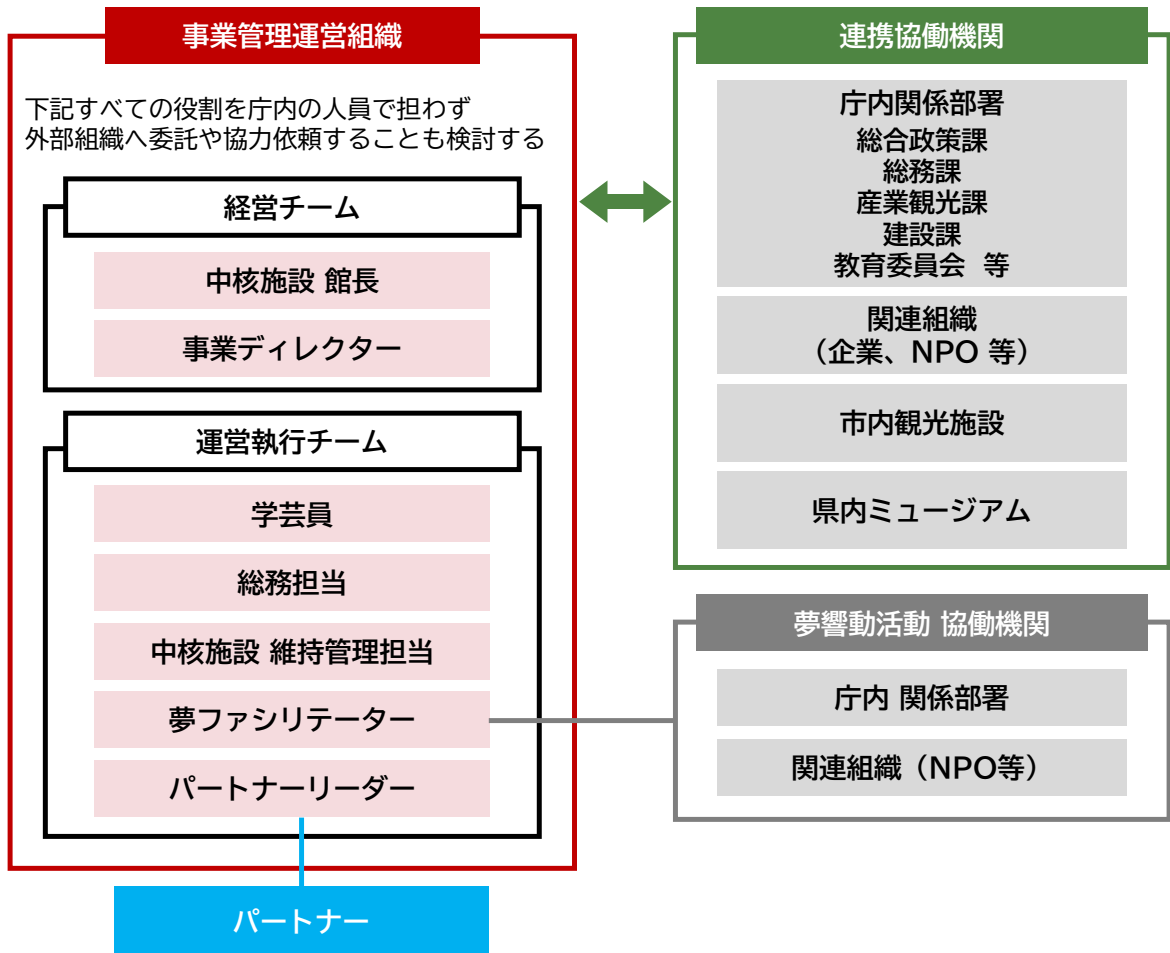 事業管理運営組織
下記すべての役割を庁内の人員で担わず
外部組織へ委託や協力依頼することも検討する
経営チーム
中核施設 館長
事業ディレクター
運営執行チーム
学芸員
総務担当
中核施設 維持管理担当
夢ファシリテーター
パートナーリーダー
パートナー
連携協働機関
庁内関係部署
総合政策課
総務課
産業観光課
建設課
教育委員会 等
関連組織
（企業、NPO 等）
市内観光施設
県内ミュージアム
夢響動活動 協働機関
庁内 関係部署
関連組織（NPO等）